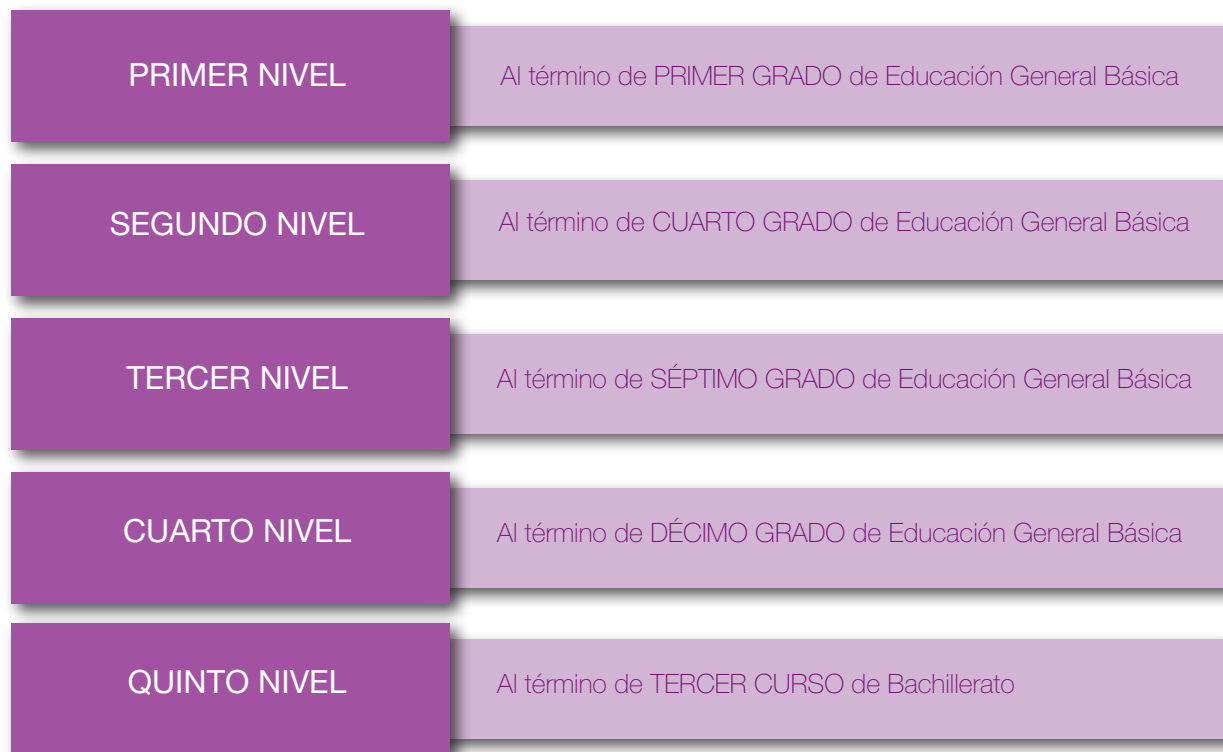 PRIMER NIVEL
Al término de PRIMER GRADO de Educación General Básica
SEGUNDO NIVEL
Al término de CUARTO GRADO de Educación General Básica
TERCER NIVEL
Al término de SÉPTIMO GRADO de Educación General Básica
CUARTO NIVEL
Al término de DÉCIMO GRADO de Educación General Básica
QUINTO NIVEL
Al término de TERCER CURSO de Bachillerato